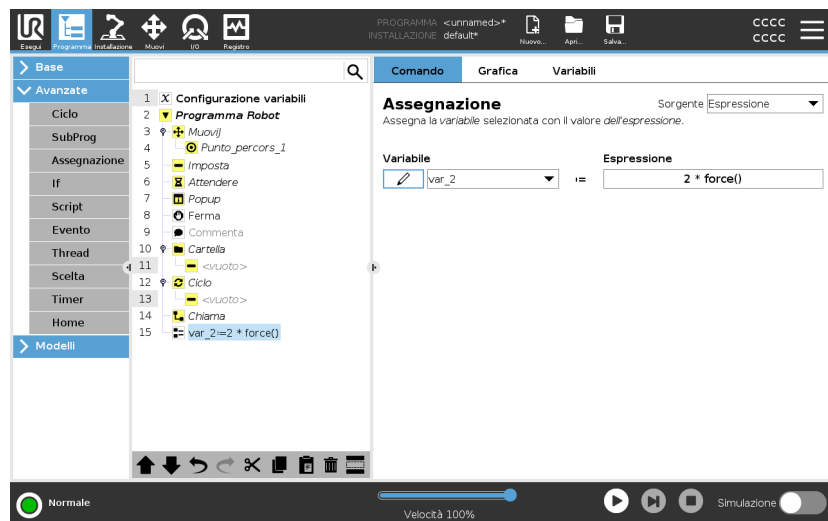 PROGRAMMA <unnamed>*
INSTALLAZIONE default*
CCCC
CCCC
Esegui Programma Installazione Muovi I/O Registro Nuovo... Apri... Salva...
Base
Avanzate
Ciclo
SubProg
Assegnazione
If
Script
Evento
Thread
Scelta
Timer
Home
Modelli
1 X Configurazione variabili
2 Programma Robot
3 MuoviJ
4 Punto_percors_1
5 Imposta
6 Attendere
7 Popup
8 Ferma
9 Commenta
10 Cartella
11 <vuoto>
12 Ciclo
13 <vuoto>
14 Chiama
15 var_2≔2 * force()
Comando Grafica Variabili
Assegnazione
Sorgente Espressione
Assegna la variabile selezionata con il valore dell'espressione.
Variabile Espressione
var_2 ≔ 2 * force()
Normale
Velocità 100%
Simulazione